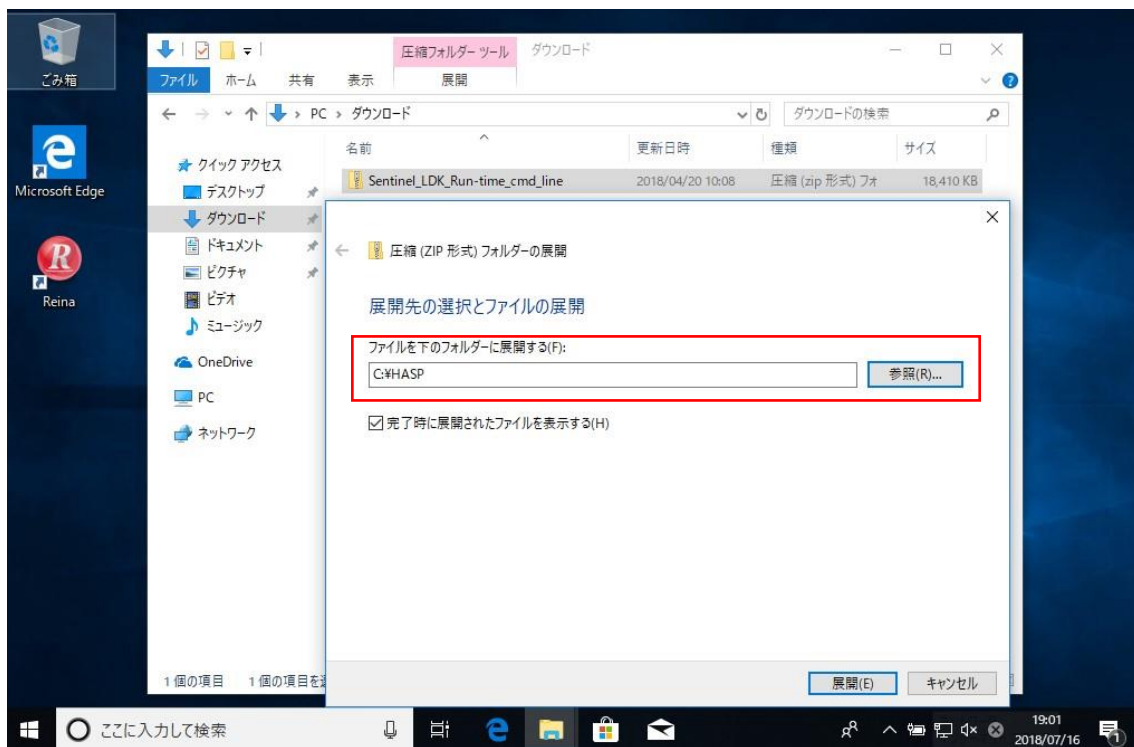 ごみ箱
Microsoft Edge
Reina
圧縮フォルダー ツール ダウンロード
ファイル ホーム 共有 表示 展開
PC › ダウンロード
ダウンロードの検索
名前 更新日時 種類 サイズ
Sentinel_LDK_Run-time_cmd_line 2018/04/20 10:08 圧縮 (zip 形式) フォ 18,410 KB
クイック アクセス
デスクトップ
ダウンロード
ドキュメント
ピクチャ
ビデオ
ミュージック
OneDrive
PC
ネットワーク
圧縮 (ZIP 形式) フォルダーの展開
展開先の選択とファイルの展開
ファイルを下のフォルダーに展開する(F):
C:¥HASP
参照(R)...
完了時に展開されたファイルを表示する(H)
展開(E) キャンセル
1 個の項目 1 個の項目を
ここに入力して検索
19:01
2018/07/16
1